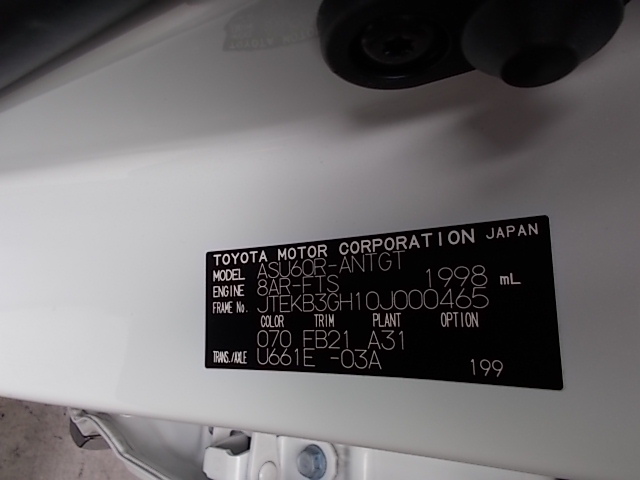 TOYOTA MOTOR CORPORATION JAPAN
MODEL ASU60R-ANTGT
ENGINE 8AR-FTS 1998 mL
FRAME No. JTEKB3GH10J000465
COLOR TRIM PLANT OPTION
070 EB21 A31
TRANS./AXLE U661E -03A 199